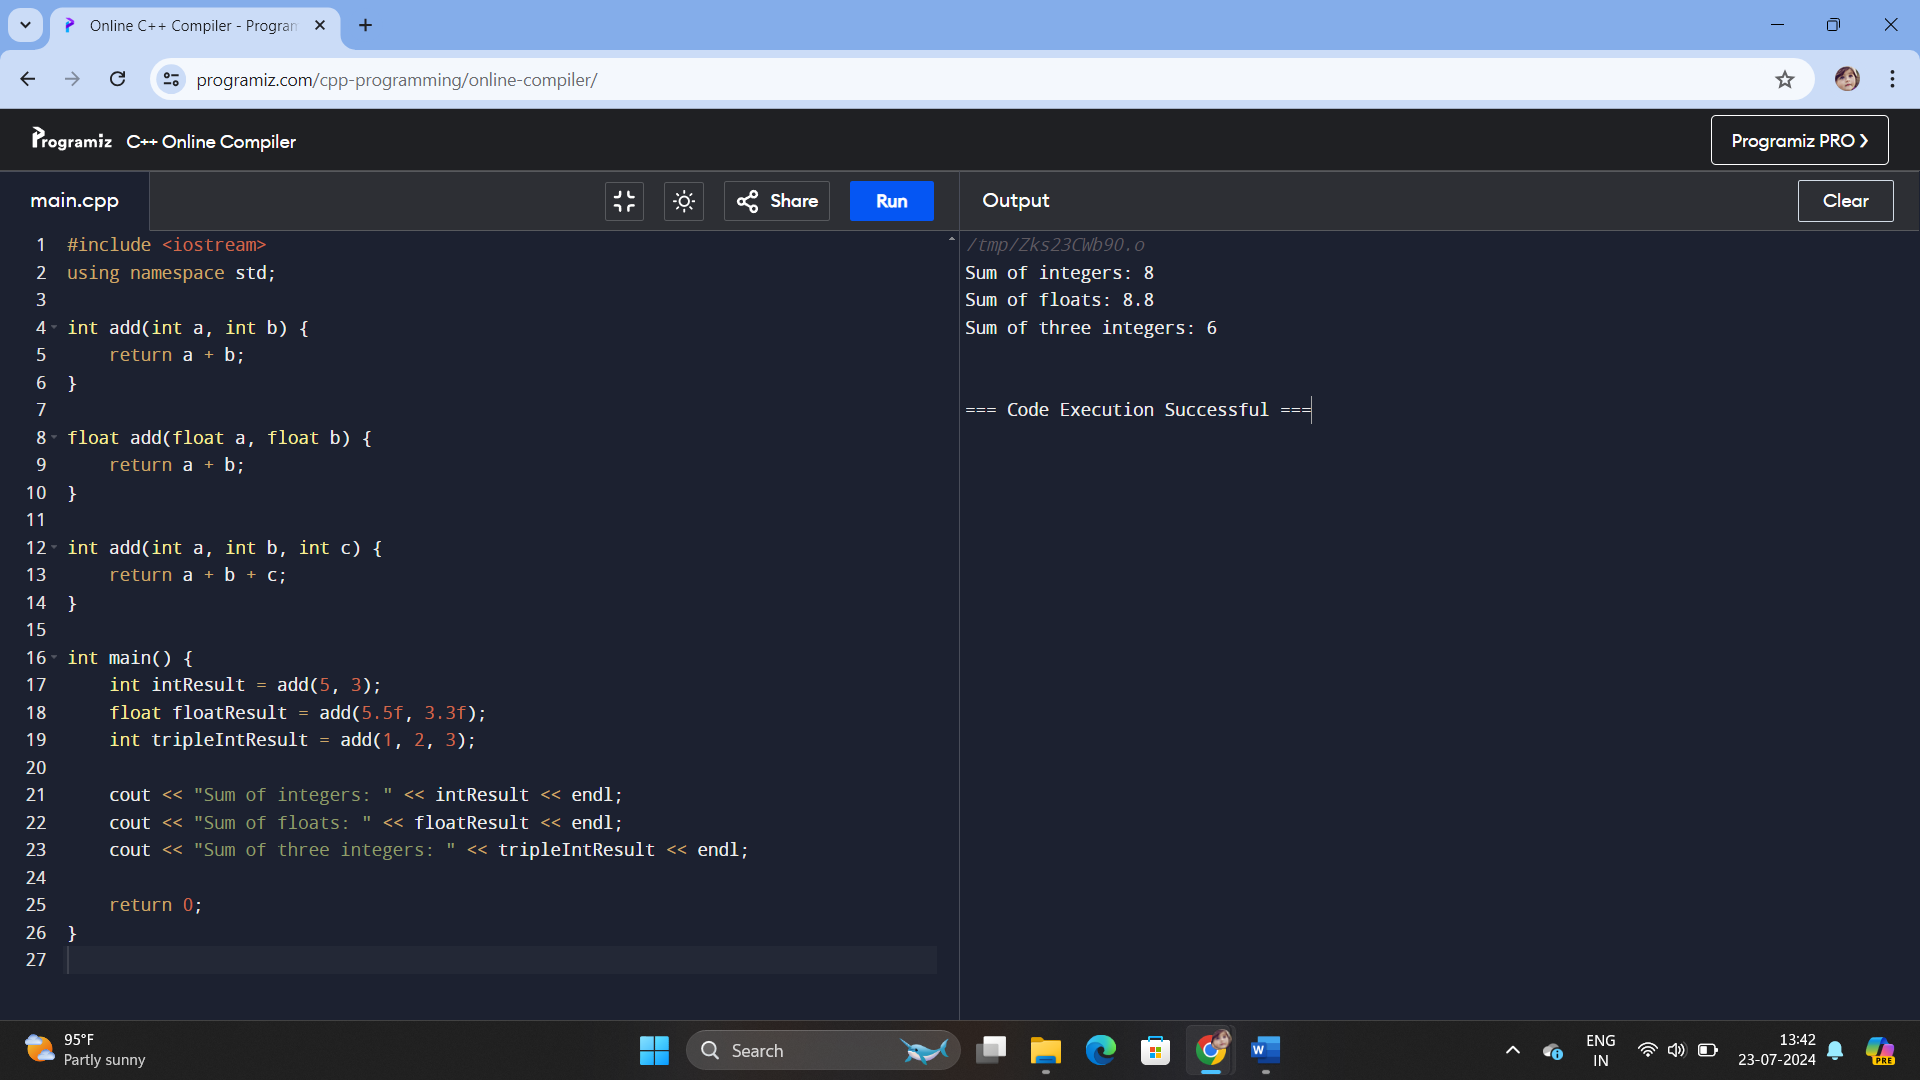 Online C++ Compiler - Program
programiz.com/cpp-programming/online-compiler/
Programiz C++ Online Compiler
Programiz PRO
main.cpp
Share
Run
Output
Clear
1 #include <iostream>
2 using namespace std;
3
4 int add(int a, int b) {
5     return a + b;
6 }
7
8 float add(float a, float b) {
9     return a + b;
10 }
11
12 int add(int a, int b, int c) {
13     return a + b + c;
14 }
15
16 int main() {
17     int intResult = add(5, 3);
18     float floatResult = add(5.5f, 3.3f);
19     int tripleIntResult = add(1, 2, 3);
20
21     cout << "Sum of integers: " << intResult << endl;
22     cout << "Sum of floats: " << floatResult << endl;
23     cout << "Sum of three integers: " << tripleIntResult << endl;
24
25     return 0;
26 }
27
/tmp/Zks23CWb9O.o
Sum of integers: 8
Sum of floats: 8.8
Sum of three integers: 6
=== Code Execution Successful ===
95°F
Partly sunny
Search
W
ENG
IN
13:42
23-07-2024
PRE